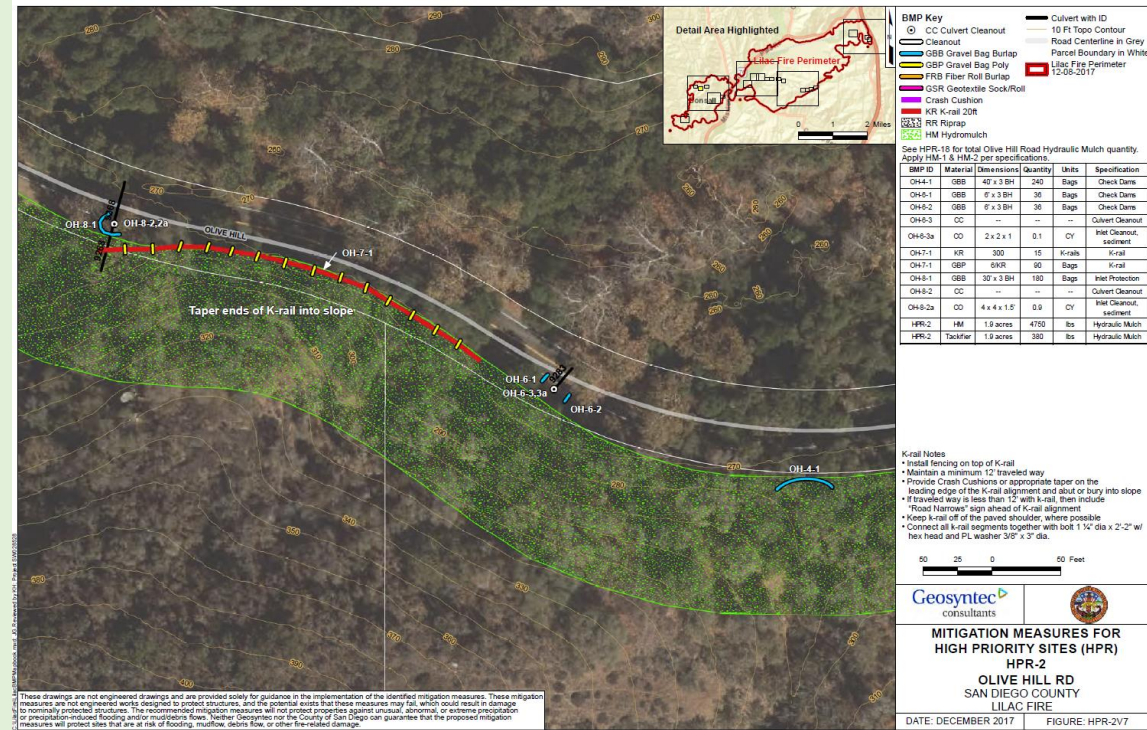 Detail Area Highlighted
Lilac Fire Perimeter
Bonsall
0 1 2 Miles
N
BMP Key
CC Culvert Cleanout
Cleanout
GBB Gravel Bag Burlap
GBP Gravel Bag Poly
FRB Fiber Roll Burlap
GSR Geotextile Sock/Roll
Crash Cushion
KR K-rail 20ft
RR Riprap
HM Hydromulch
Culvert with ID
10 Ft Topo Contour
Road Centerline in Grey
Parcel Boundary in White
Lilac Fire Perimeter
12-08-2017
See HPR-18 for total Olive Hill Road Hydraulic Mulch quantity.
Apply HM-1 & HM-2 per specifications.
BMP ID Material Dimensions Quantity Units Specification
OH-4-1 GBB 40' x 3 BH 240 Bags Check Dams
OH-6-1 GBB 6' x 3 BH 36 Bags Check Dams
OH-6-2 GBB 6' x 3 BH 36 Bags Check Dams
OH-6-3 CC -- -- -- Culvert Cleanout
OH-6-3a CO 2 x 2 x 1 0.1 CY Inlet Cleanout, sediment
OH-7-1 KR 300 15 K-rails K-rail
OH-7-1 GBP 6/KR 90 Bags K-rail
OH-8-1 GBB 30' x 3 BH 180 Bags Inlet Protection
OH-8-2 CC -- -- -- Culvert Cleanout
OH-8-2a CO 4 x 4 x 1.5' 0.9 CY Inlet Cleanout, sediment
HPR-2 HM 1.9 acres 4750 lbs Hydraulic Mulch
HPR-2 Tackifier 1.9 acres 380 lbs Hydraulic Mulch
OH-8-1
OH-8-2,2a
OLIVE HILL
OH-7-1
Taper ends of K-rail into slope
OH-6-1
OH-6-3,3a
OH-6-2
OH-4-1
K-rail Notes
• Install fencing on top of K-rail
• Maintain a minimum 12' traveled way
• Provide Crash Cushions or appropriate taper on the
leading edge of the K-rail alignment and abut or bury into slope
• If traveled way is less than 12' with k-rail, then include
"Road Narrows" sign ahead of K-rail alignment
• Keep k-rail off of the paved shoulder, where possible
• Connect all k-rail segments together with bolt 1 ¼" dia x 2'-2" w/
hex head and PL washer 3/8" x 3" dia.
50 25 0 50 Feet
Geosyntec
consultants
MITIGATION MEASURES FOR
HIGH PRIORITY SITES (HPR)
HPR-2
OLIVE HILL RD
SAN DIEGO COUNTY
LILAC FIRE
DATE: DECEMBER 2017 FIGURE: HPR-2V7
These drawings are not engineered drawings and are provided solely for guidance in the implementation of the identified mitigation measures. These mitigation
measures are not engineered works designed to protect structures, and the potential exists that these measures may fail, which could result in damage
to nominally protected structures. The recommended mitigation measures will not protect properties against unusual, abnormal, or extreme precipitation
or precipitation-induced flooding and/or mud/debris flows. Neither Geosyntec nor the County of San Diego can guarantee that the proposed mitigation
measures will protect sites that are at risk of flooding, mudflow, debris flow, or other fire-related damage.